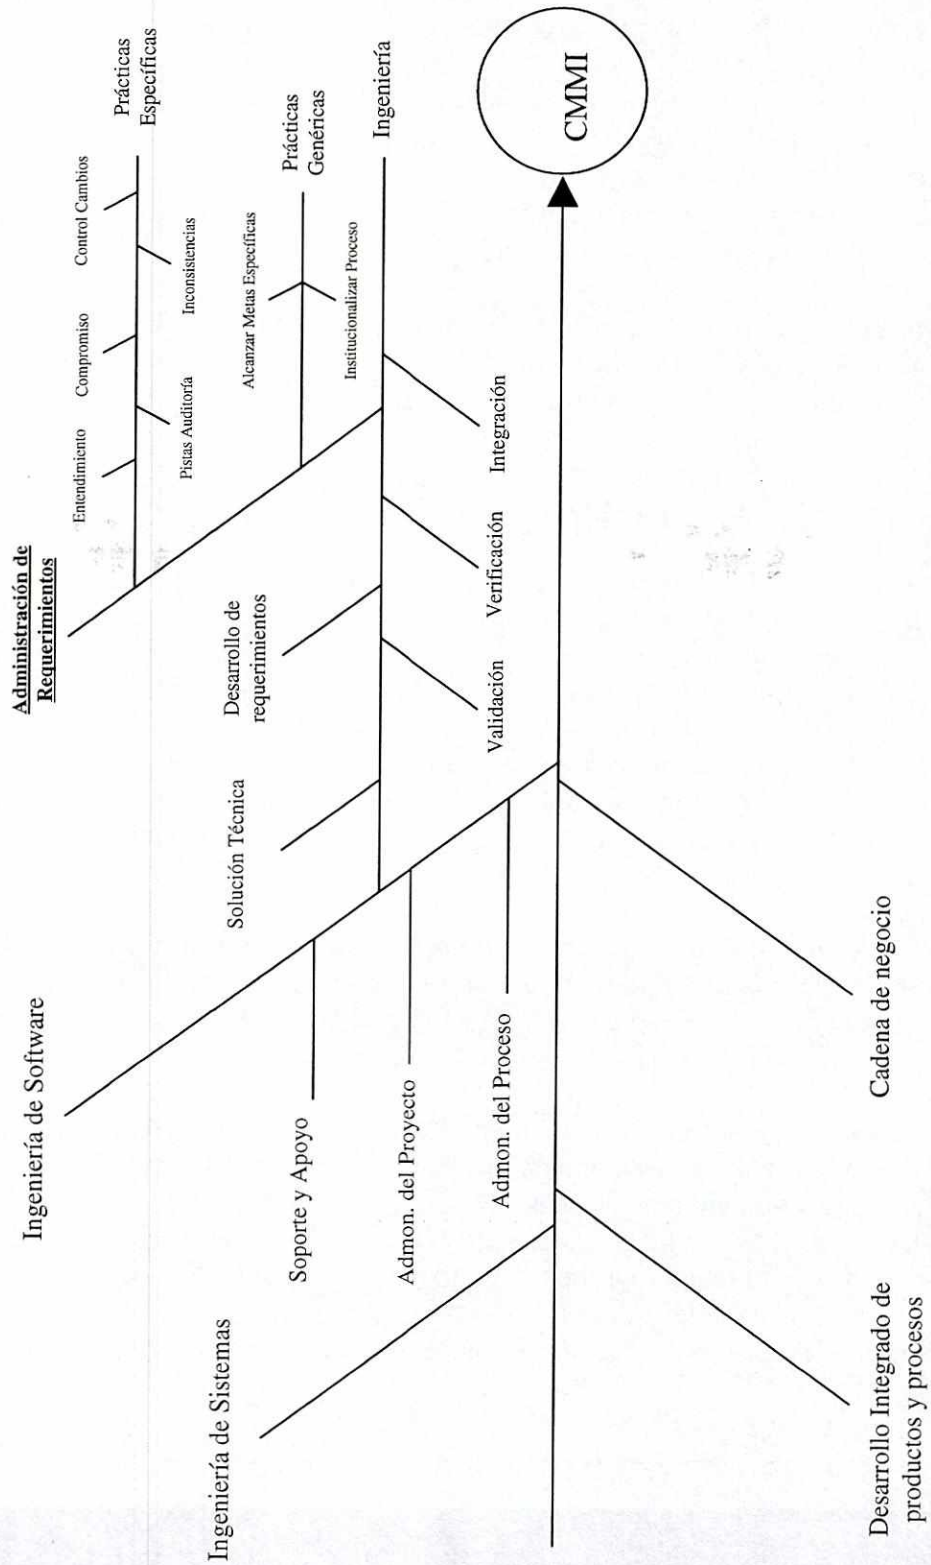 Administración de
Requerimientos
Prácticas
Específicas
Entendimiento
Compromiso
Control Cambios
Pistas Auditoría
Inconsistencias
Prácticas
Genéricas
Alcanzar Metas Específicas
Institucionalizar Proceso
Ingeniería
Ingeniería de Software
Solución Técnica
Desarrollo de
requerimientos
Validación
Verificación
Integración
Soporte y Apoyo
Admon. del Proyecto
Admon. del Proceso
Ingeniería de Sistemas
CMMI
Desarrollo Integrado de
productos y procesos
Cadena de negocio